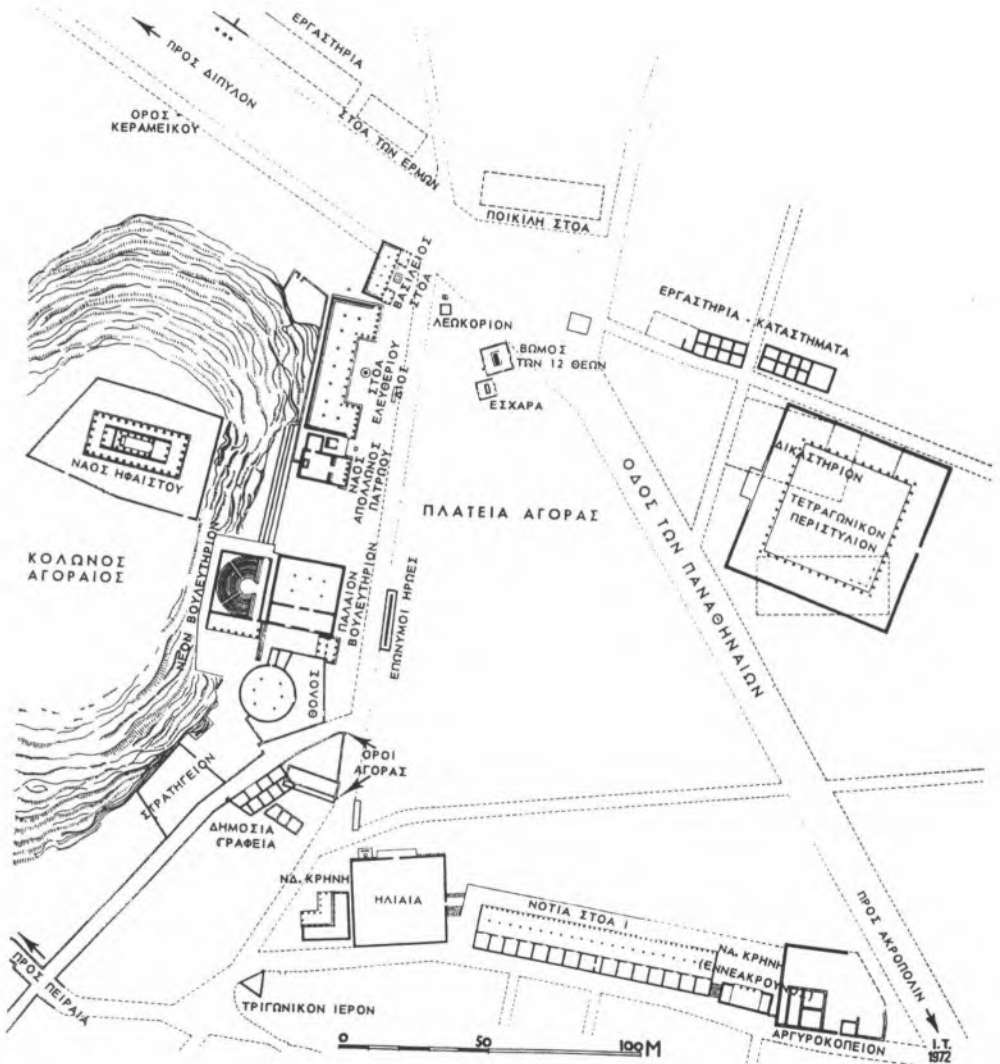 ΕΡΓΑΣΤΗΡΙΑ
ΠΡΟΣ ΔΙΠΥΛΟΝ
ΟΡΟΣ
ΚΕΡΑΜΕΙΚΟΥ
ΣΤΟΑ ΤΩΝ ΕΡΜΩΝ
ΠΟΙΚΙΛΗ ΣΤΟΑ
ΒΑΣΙΛΕΙΟΣ
ΣΤΟΑ
ΛΕΩΚΟΡΙΟΝ
ΕΡΓΑΣΤΗΡΙΑ - ΚΑΤΑΣΤΗΜΑΤΑ
ΒΩΜΟΣ
ΤΩΝ 12 ΘΕΩΝ
ΕΣΧΑΡΑ
ΣΤΟΑ
ΕΛΕΥΘΕΡΙΟΥ
ΔΙΟΣ
ΝΑΟΣ ΗΦΑΙΣΤΟΥ
ΝΑΟΣ
ΑΠΟΛΛΩΝΟΣ
ΠΑΤΡΩΟΥ
ΔΙΚΑΣΤΗΡΙΟΝ
ΤΕΤΡΑΓΩΝΙΚΟΝ
ΠΕΡΙΣΤΥΛΙΟΝ
ΠΛΑΤΕΙΑ ΑΓΟΡΑΣ
ΟΔΟΣ ΤΩΝ ΠΑΝΑΘΗΝΑΙΩΝ
ΚΟΛΩΝΟΣ
ΑΓΟΡΑΙΟΣ
ΝΕΟΝ ΒΟΥΛΕΥΤΗΡΙΟΝ
ΠΑΛΑΙΟΝ
ΒΟΥΛΕΥΤΗΡΙΟΝ
ΕΠΩΝΥΜΟΙ ΗΡΩΕΣ
ΘΟΛΟΣ
ΟΡΟΙ
ΑΓΟΡΑΣ
ΣΤΡΑΤΗΓΕΙΟΝ
ΔΗΜΟΣΙΑ
ΓΡΑΦΕΙΑ
ΝΔ. ΚΡΗΝΗ
ΗΛΙΑΙΑ
ΝΟΤΙΑ ΣΤΟΑ Ι
ΝΑ. ΚΡΗΝΗ
(ΕΝΝΕΑΚΡΟΥΝΟΣ)
ΠΡΟΣ ΑΚΡΟΠΟΛΙΝ
ΠΡΟΣ ΠΕΙΡΑΙΑ
ΤΡΙΓΩΝΙΚΟΝ ΙΕΡΟΝ
ΑΡΓΥΡΟΚΟΠΕΙΟΝ
0 50 100 Μ
Ι.Τ.
1972